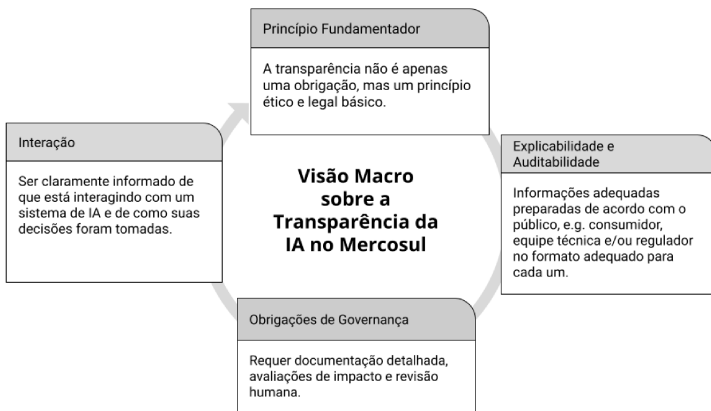 Princípio Fundamentador
A transparência não é apenas
uma obrigação, mas um princípio
ético e legal básico.
Explicabilidade e
Auditabilidade
Informações adequadas
preparadas de acordo com o
público, e.g. consumidor,
equipe técnica e/ou regulador
no formato adequado para
cada um.
Obrigações de Governança
Requer documentação detalhada,
avaliações de impacto e revisão
humana.
Interação
Ser claramente informado de
que está interagindo com um
sistema de IA e de como suas
decisões foram tomadas.
Visão Macro
sobre a
Transparência da
IA no Mercosul